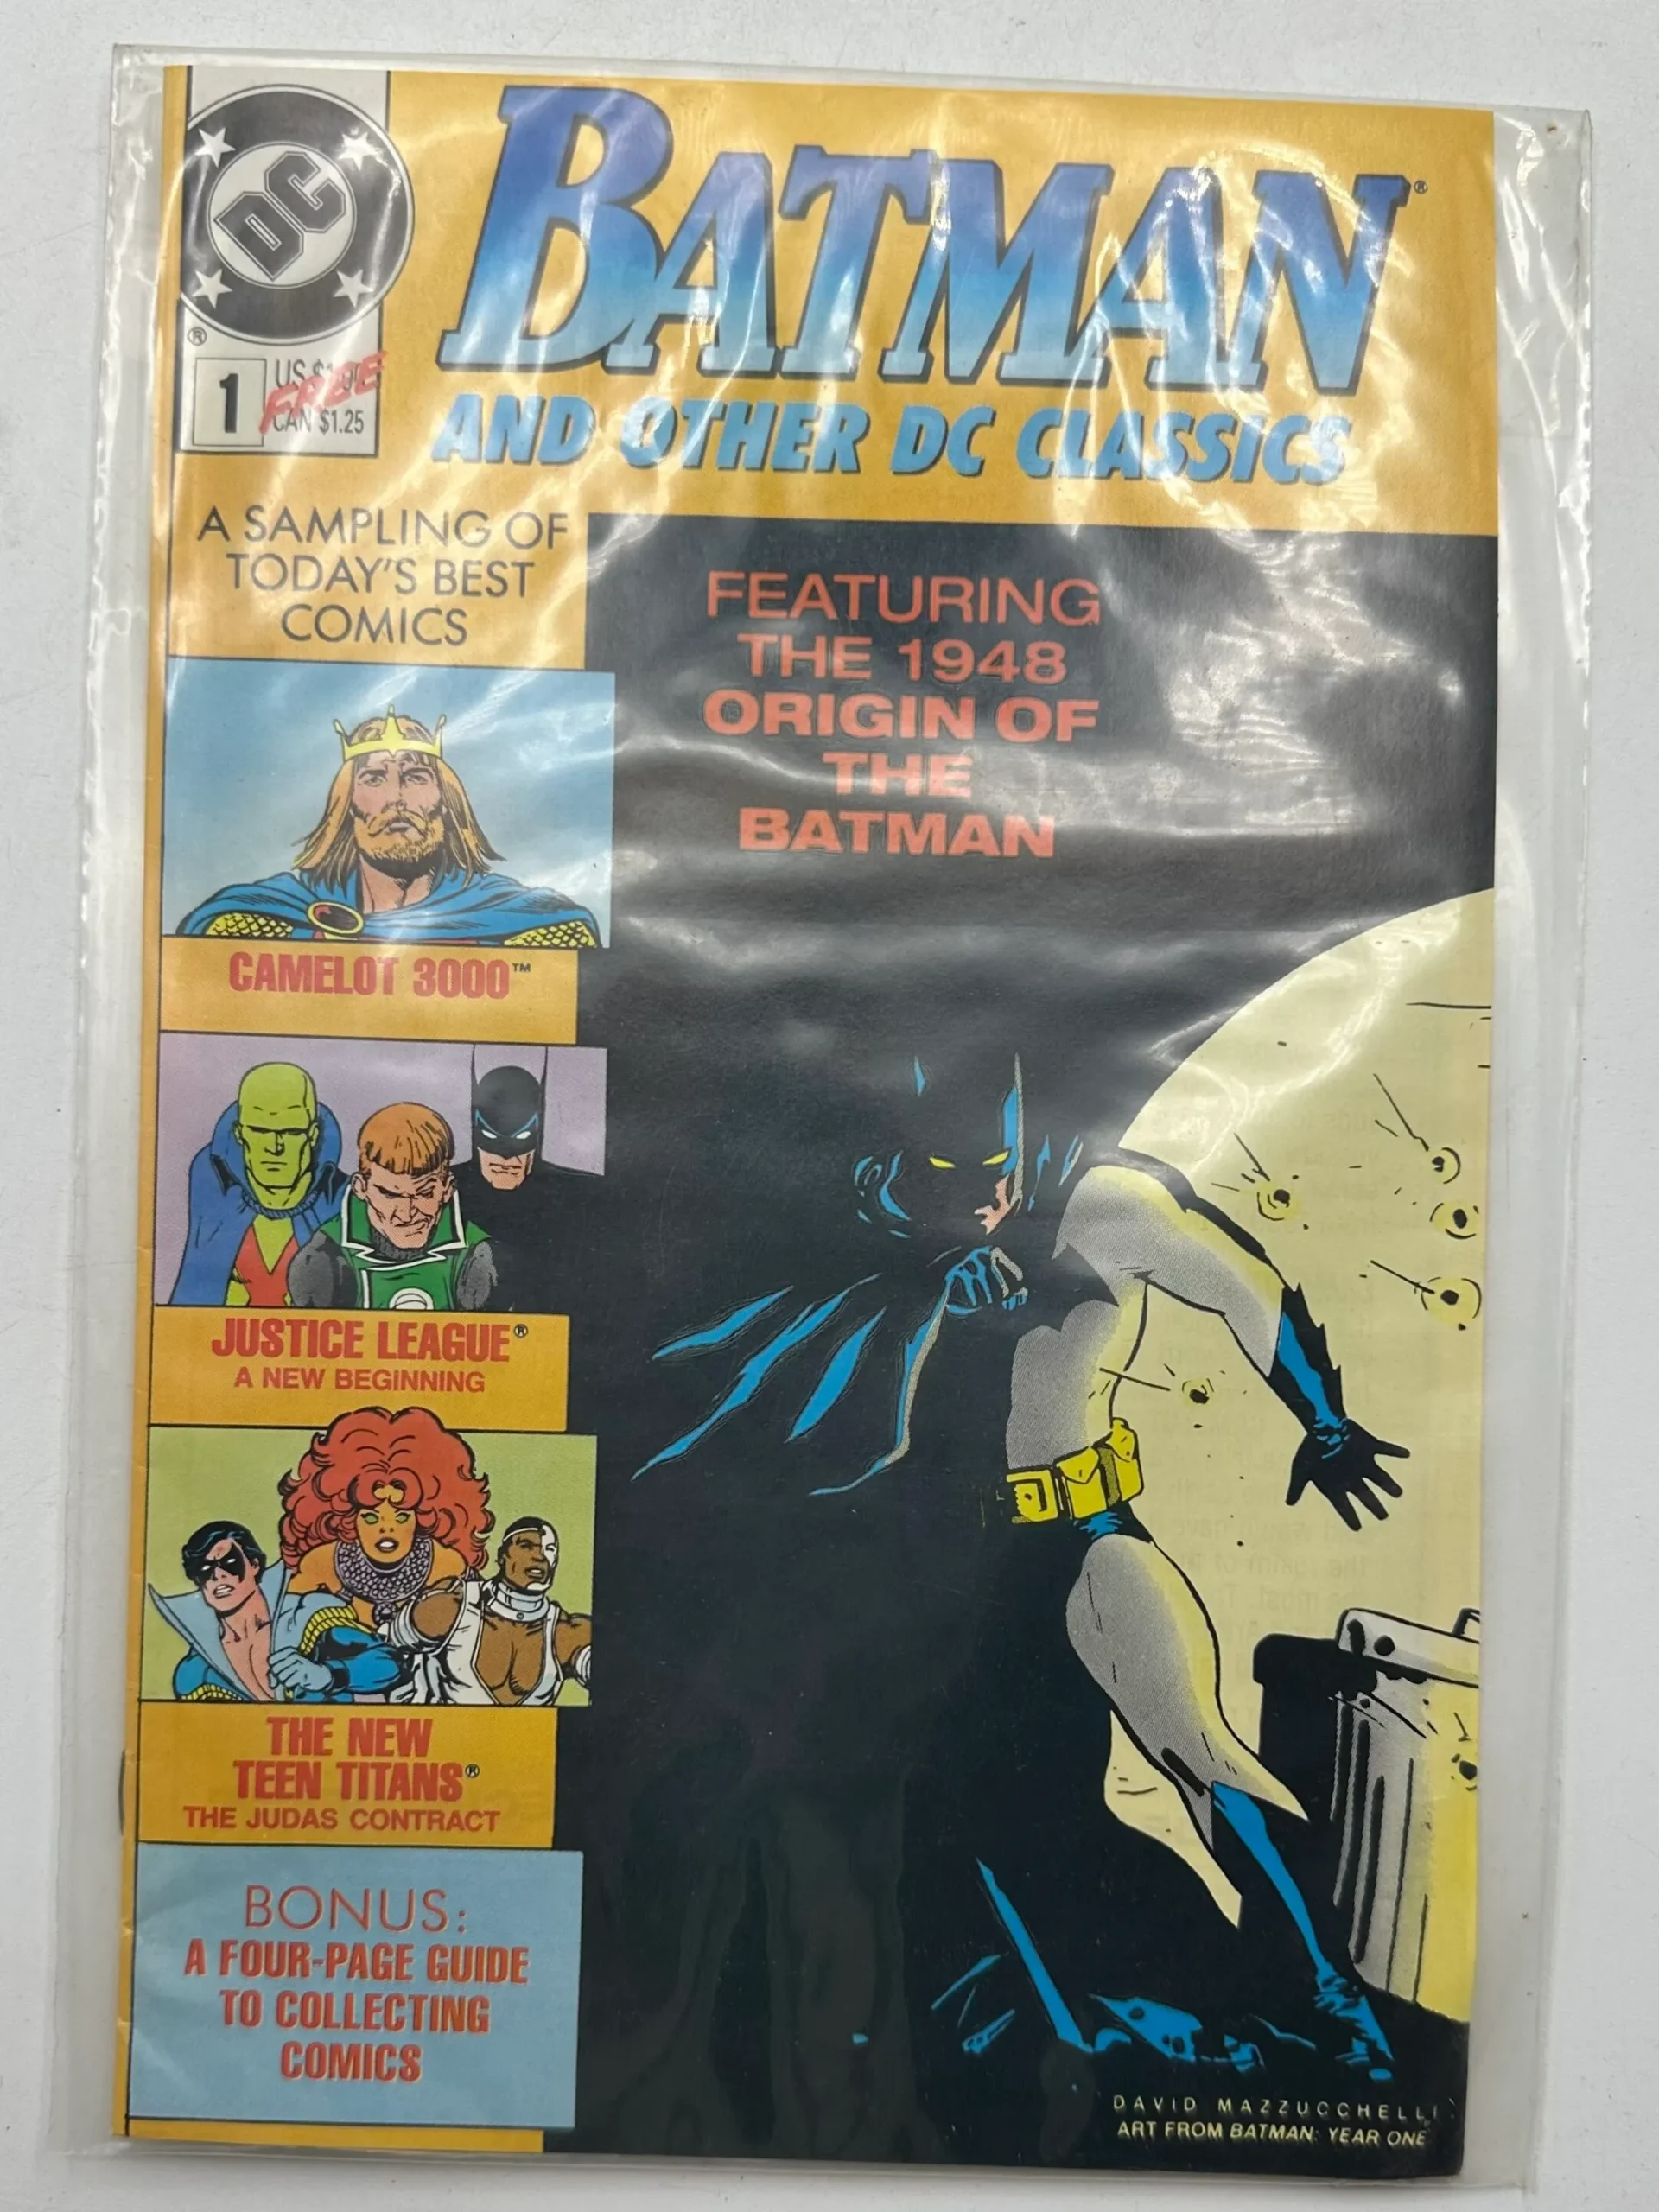 DC
BATMAN®
AND OTHER DC CLASSICS
®
1
US
FREE
CAN $1.25
A SAMPLING OF
TODAY'S BEST
COMICS
FEATURING
THE 1948
ORIGIN OF
THE
BATMAN
CAMELOT 3000™
JUSTICE LEAGUE®
A NEW BEGINNING
THE NEW
TEEN TITANS®
THE JUDAS CONTRACT
BONUS:
A FOUR-PAGE GUIDE
TO COLLECTING
COMICS
DAVID MAZZUCCHELLI
ART FROM BATMAN: YEAR ONE